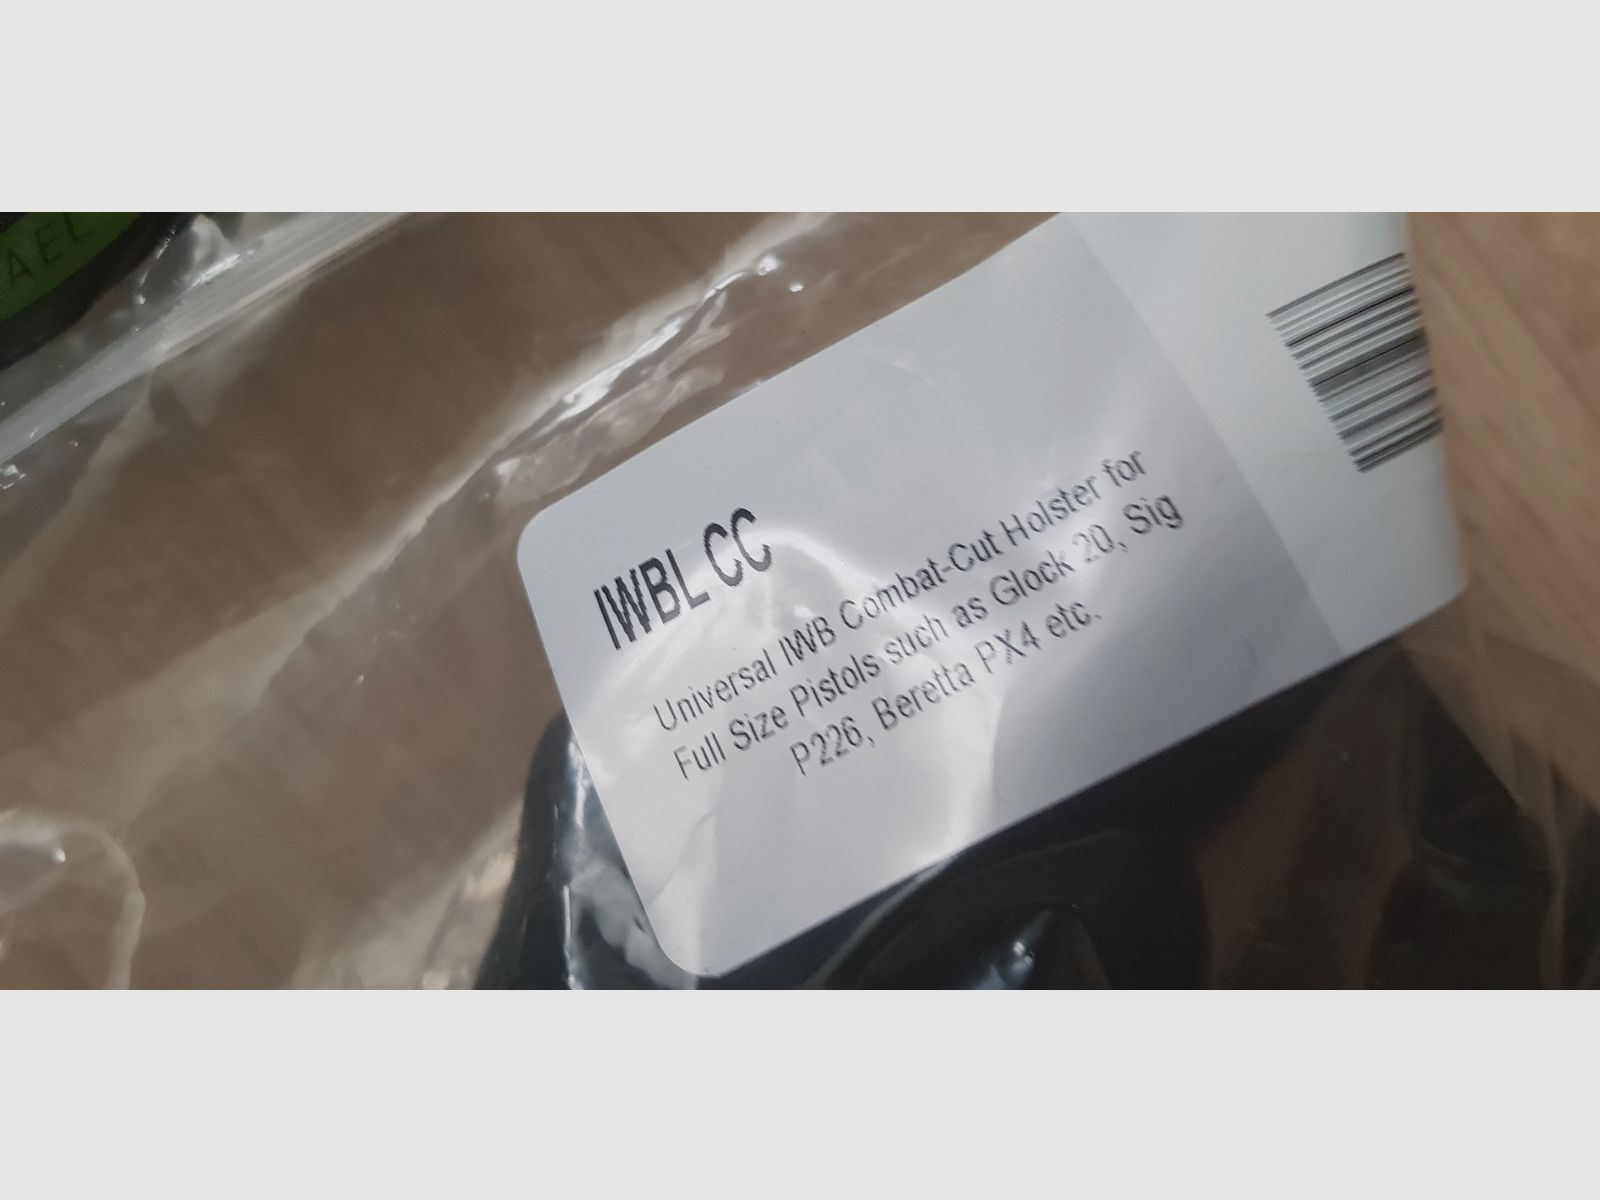 AEL
IWBL CC
Universal IWB Combat-Cut Holster for
Full Size Pistols such as Glock 20, Sig
P226, Beretta PX4 etc.